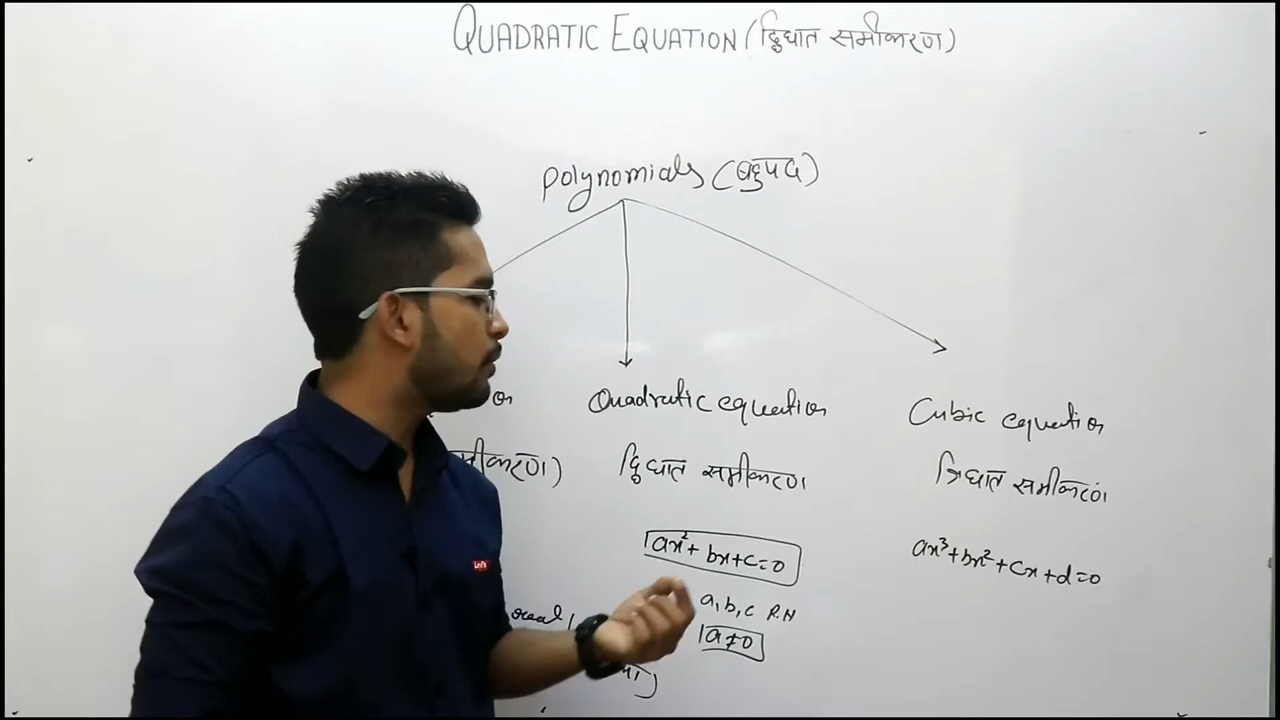 QUADRATIC EQUATION (द्विघात समीकरण)
Polynomials (बहुपद)
Quadratic equation
Cubic equation
द्विघात समीकरण
त्रिघात समीकरण
ax²+bx+c=0
ax³+bx²+cx+d=0
a, b, c R.N
real
a≠0